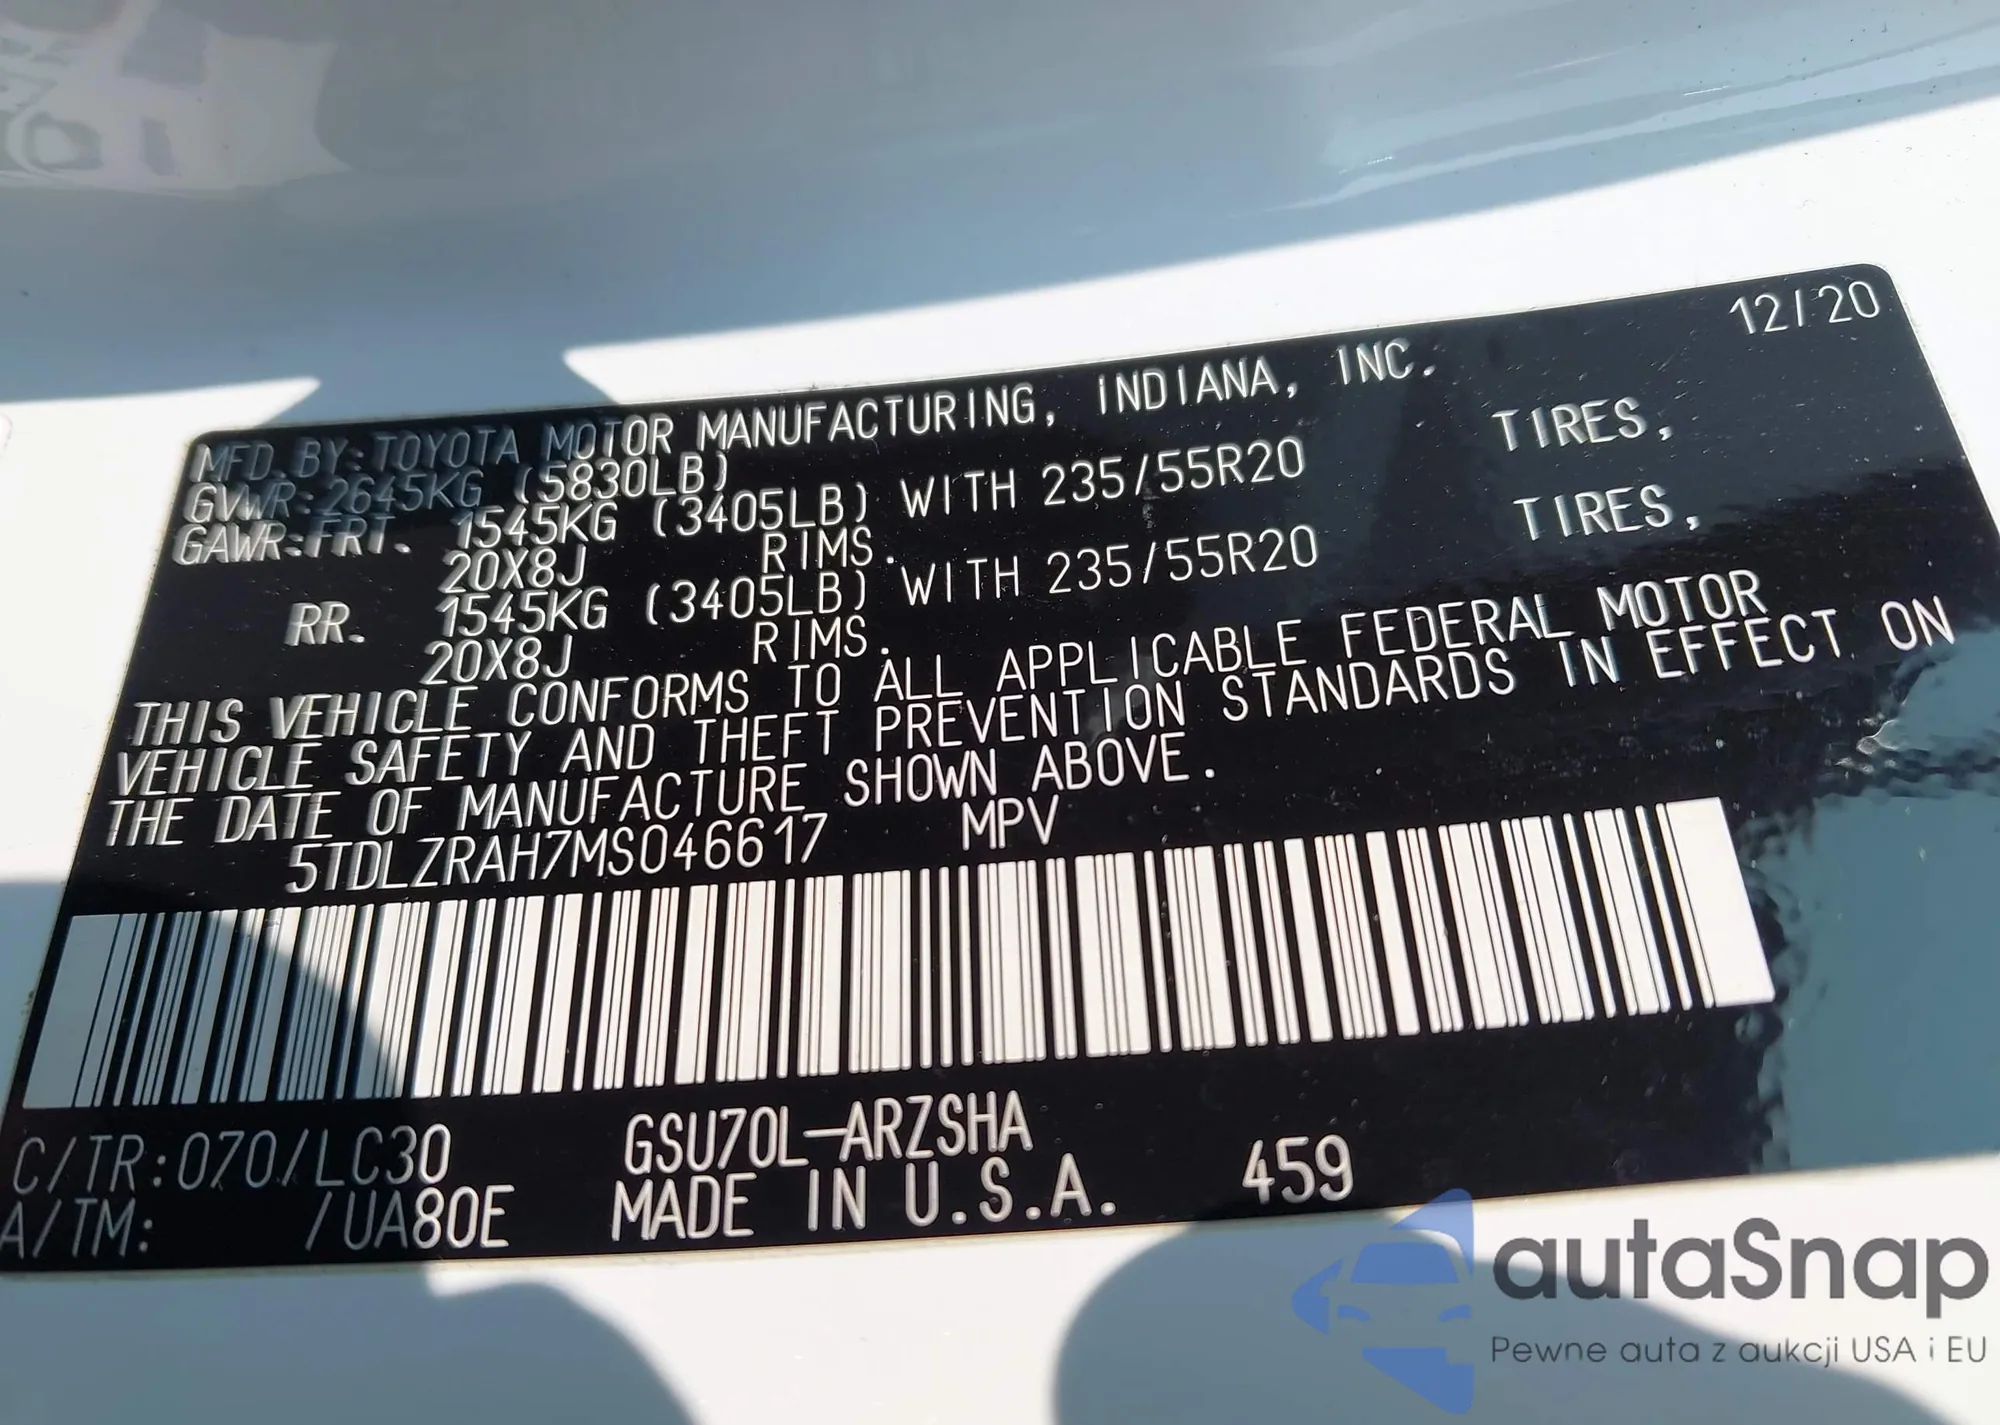 12/20
MFD.BY:TOYOTA MOTOR MANUFACTURING, INDIANA, INC.
GVWR:2645KG (5830LB)
GAWR:FRT. 1545KG (3405LB) WITH 235/55R20 TIRES,
20X8J RIMS.
RR. 1545KG (3405LB) WITH 235/55R20 TIRES,
20X8J RIMS.
THIS VEHICLE CONFORMS TO ALL APPLICABLE FEDERAL MOTOR
VEHICLE SAFETY AND THEFT PREVENTION STANDARDS IN EFFECT ON
THE DATE OF MANUFACTURE SHOWN ABOVE.
5TDLZRAH7MS046617 MPV
C/TR:070/LC30 GSU70L-ARZSHA
A/TM: /UA80E MADE IN U.S.A. 459
autaSnap
Pewne auta z aukcji USA i EU